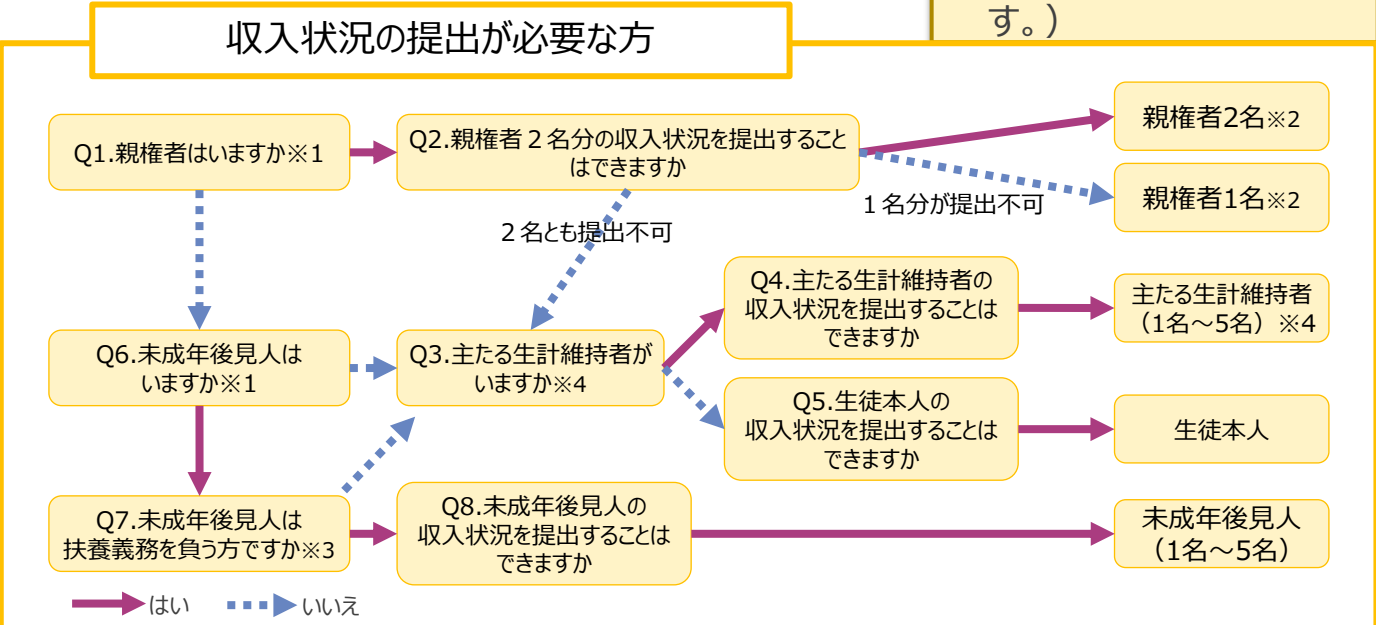 す。)
収入状況の提出が必要な方
Q1.親権者はいますか※1
Q2.親権者2名分の収入状況を提出すること
はできますか
親権者2名※2
親権者1名※2
1名分が提出不可
2名とも提出不可
Q4.主たる生計維持者の
収入状況を提出することは
できますか
主たる生計維持者
(1名~5名)※4
Q6.未成年後見人は
いますか※1
Q3.主たる生計維持者が
いますか※4
Q5.生徒本人の
収入状況を提出することは
できますか
生徒本人
Q7.未成年後見人は
扶養義務を負う方ですか※3
Q8.未成年後見人の
収入状況を提出することは
できますか
未成年後見人
(1名~5名)
はい
いいえ